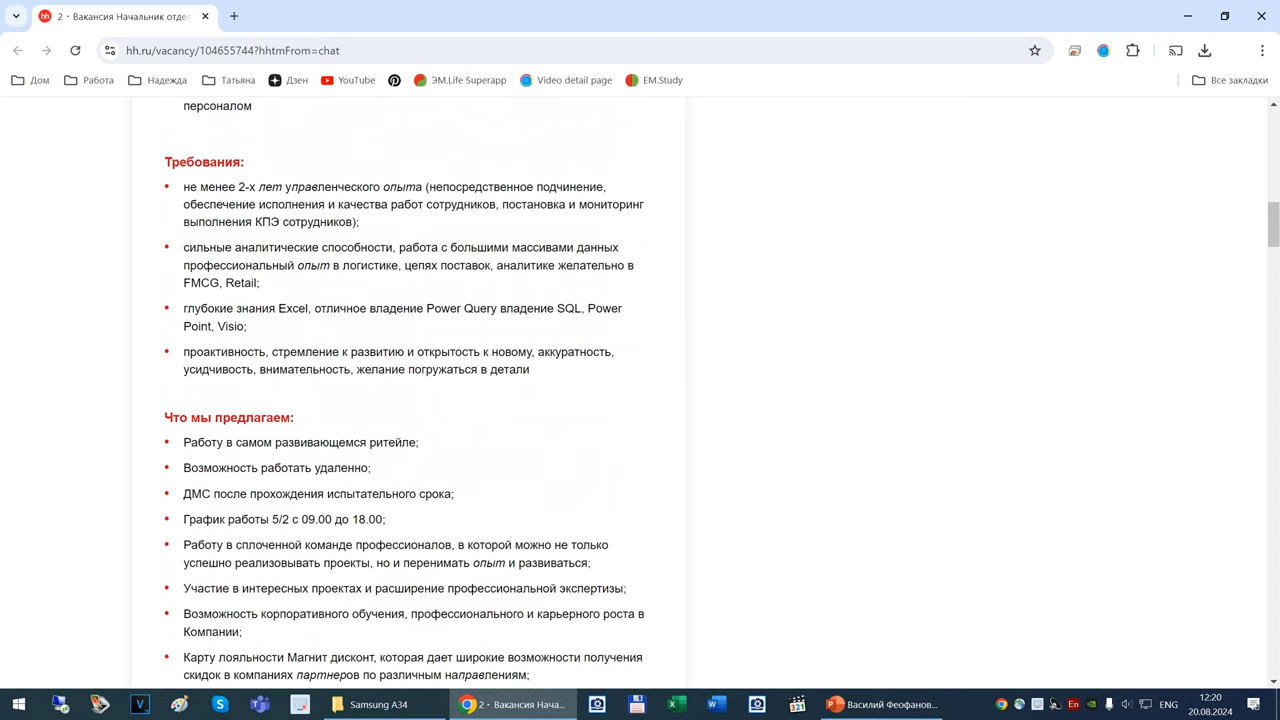 2 · Вакансия Начальник отдел
hh.ru/vacancy/104655744?hhtmFrom=chat
Дом Работа Надежда Татьяна Дзен YouTube ЭМ.Life Superapp Video detail page EM.Study Все закладки
персоналом
Требования:
не менее 2-х лет управленческого опыта (непосредственное подчинение,
обеспечение исполнения и качества работ сотрудников, постановка и мониторинг
выполнения КПЭ сотрудников);
сильные аналитические способности, работа с большими массивами данных
профессиональный опыт в логистике, цепях поставок, аналитике желательно в
FMCG, Retail;
глубокие знания Excel, отличное владение Power Query владение SQL, Power
Point, Visio;
проактивность, стремление к развитию и открытость к новому, аккуратность,
усидчивость, внимательность, желание погружаться в детали
Что мы предлагаем:
Работу в самом развивающемся ритейле;
Возможность работать удаленно;
ДМС после прохождения испытательного срока;
График работы 5/2 с 09.00 до 18.00;
Работу в сплоченной команде профессионалов, в которой можно не только
успешно реализовывать проекты, но и перенимать опыт и развиваться;
Участие в интересных проектах и расширение профессиональной экспертизы;
Возможность корпоративного обучения, профессионального и карьерного роста в
Компании;
Карту лояльности Магнит дисконт, которая дает широкие возможности получения
скидок в компаниях партнеров по различным направлениям;
Samsung A34 2 · Вакансия Нача... Василий Феофанов... En ENG 12:20
20.08.2024